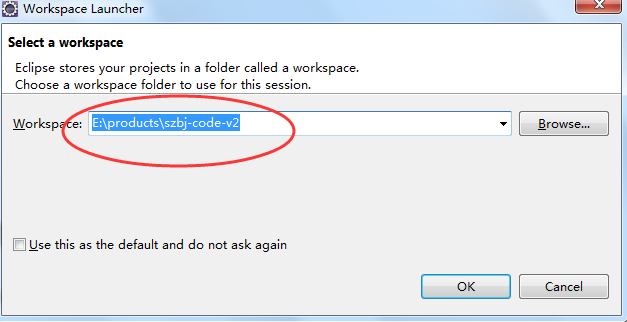 Workspace Launcher
Select a workspace
Eclipse stores your projects in a folder called a workspace.
Choose a workspace folder to use for this session.
Workspace: E:\products\szbj-code-v2 Browse...
Use this as the default and do not ask again
OK Cancel